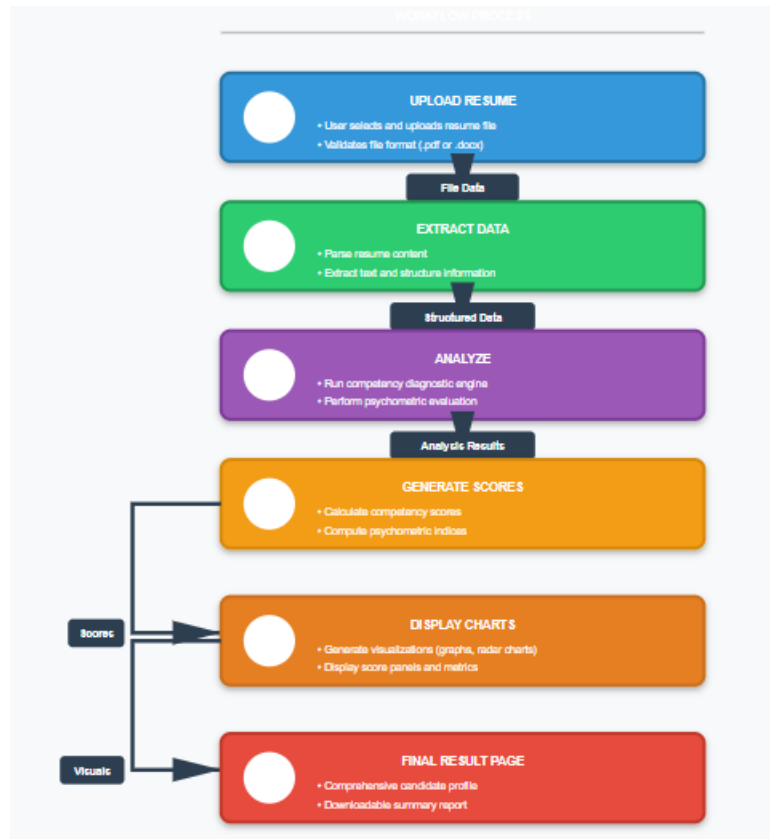 WORKFLOW PROCESS
UPLOAD RESUME
• User selects and uploads resume file
• Validates file format (.pdf or .docx)
File Data
EXTRACT DATA
• Parse resume content
• Extract text and structure information
Structured Data
ANALYZE
• Run competency diagnostic engine
• Perform psychometric evaluation
Analysis Results
GENERATE SCORES
• Calculate competency scores
• Compute psychometric indices
Scores
DISPLAY CHARTS
• Generate visualizations (graphs, radar charts)
• Display score panels and metrics
Visuals
FINAL RESULT PAGE
• Comprehensive candidate profile
• Downloadable summary report